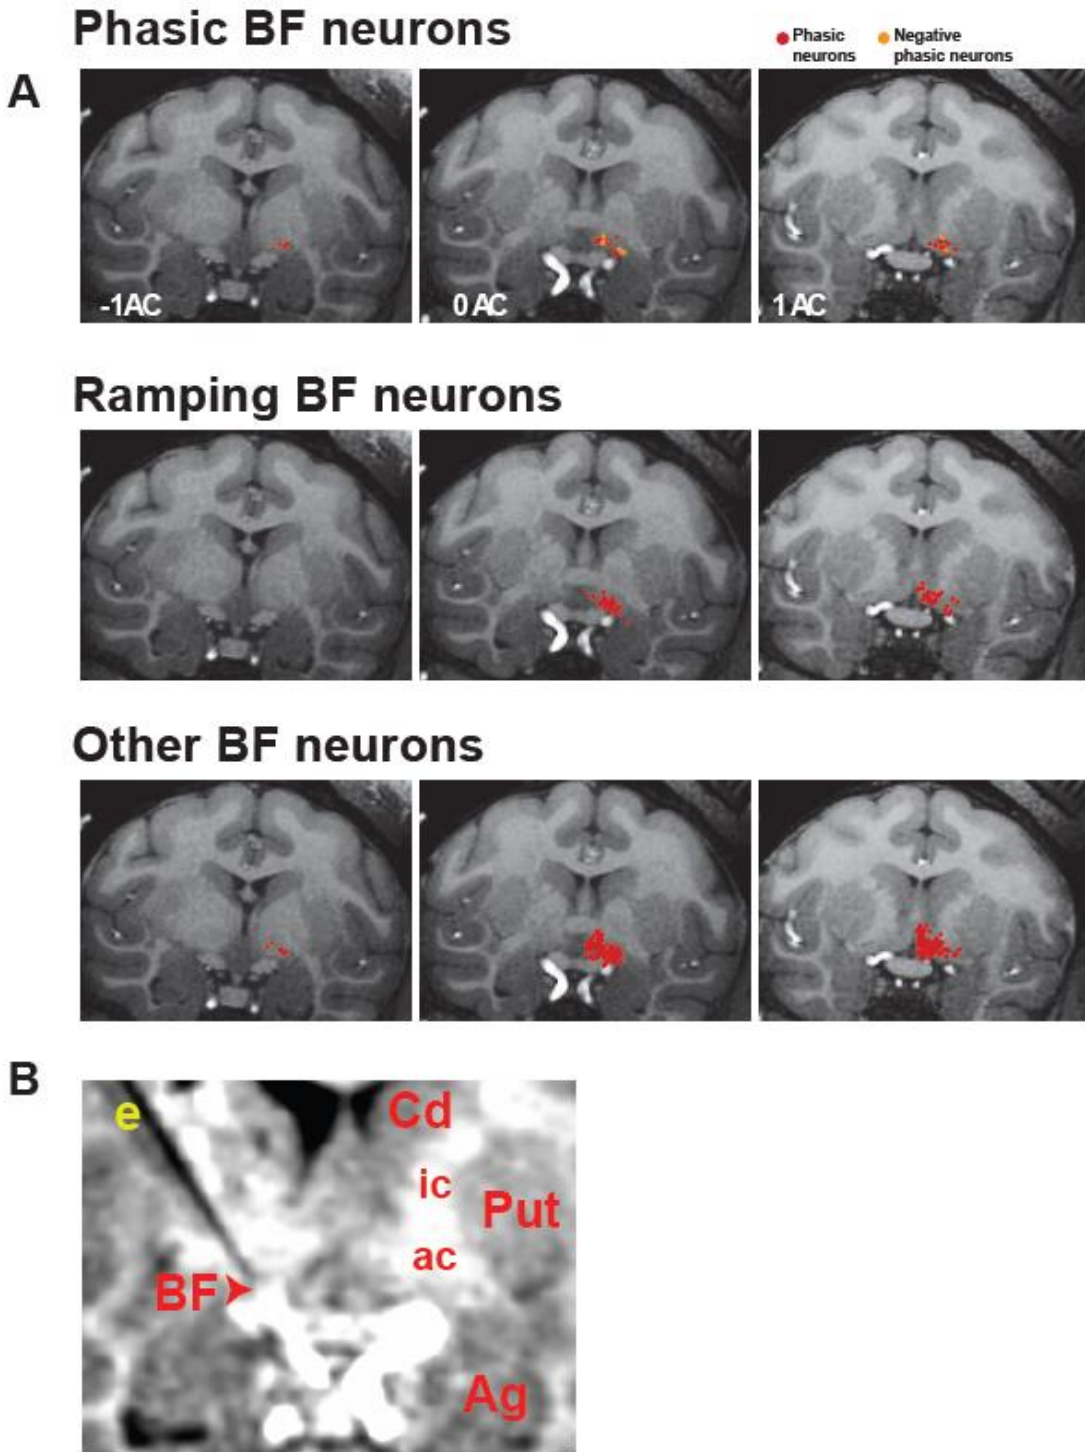 Phasic BF neurons
Phasic neurons
Negative phasic neurons
A
-1AC
0 AC
1 AC
Ramping BF neurons
Other BF neurons
B
e
Cd
ic
Put
ac
BF
Ag